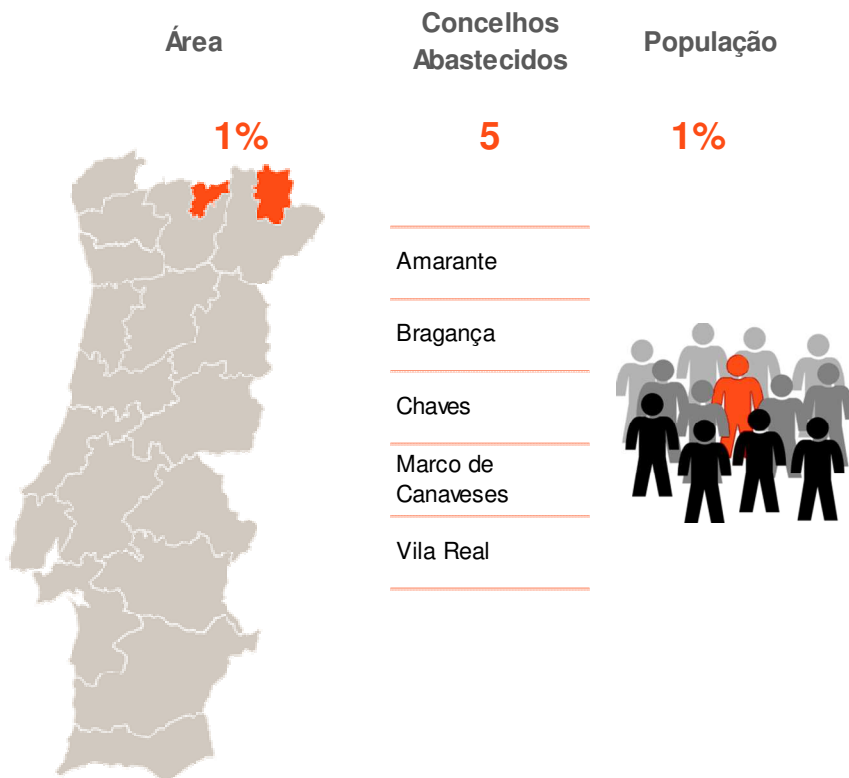 Área
Concelhos
Abastecidos
População
1%
5
1%
Amarante
Bragança
Chaves
Marco de
Canaveses
Vila Real